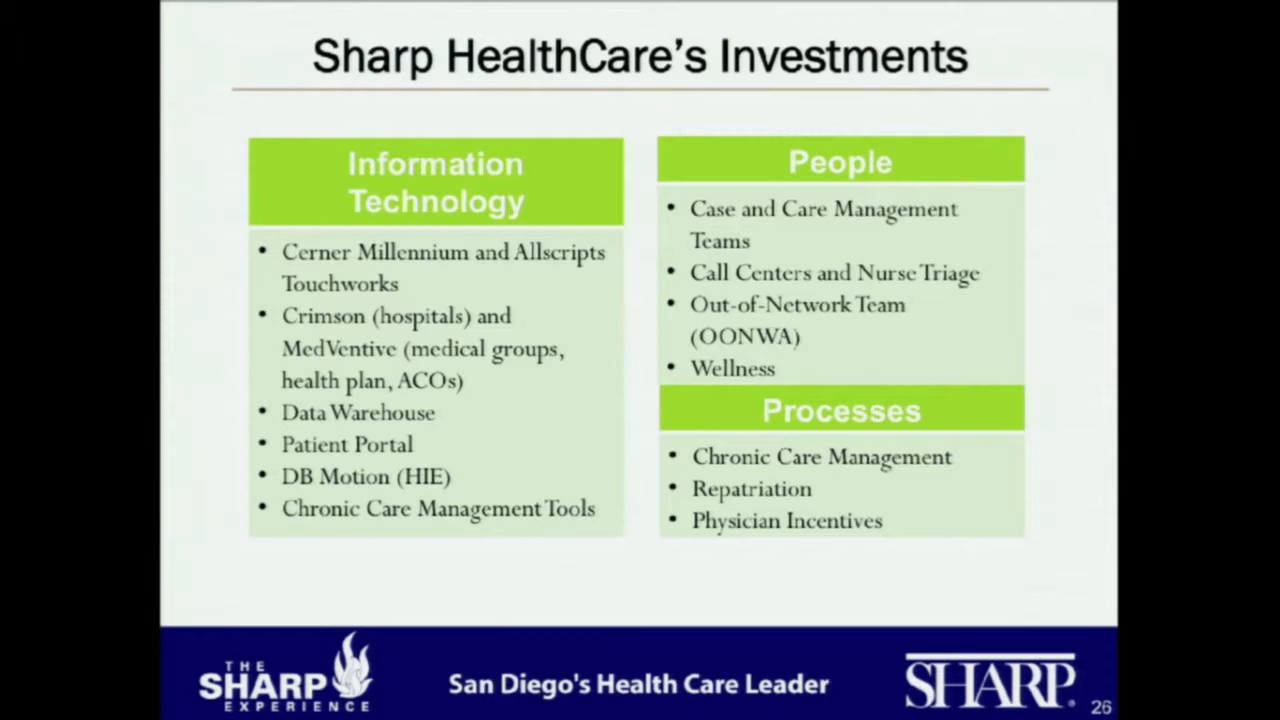 Sharp HealthCare's Investments
Information
Technology
• Cerner Millennium and Allscripts
Touchworks
• Crimson (hospitals) and
MedVentive (medical groups,
health plan, ACOs)
• Data Warehouse
• Patient Portal
• DB Motion (HIE)
• Chronic Care Management Tools
People
• Case and Care Management
Teams
• Call Centers and Nurse Triage
• Out-of-Network Team
(OONWA)
• Wellness
Processes
• Chronic Care Management
• Repatriation
• Physician Incentives
THE
SHARP
EXPERIENCE
San Diego's Health Care Leader
SHARP®
26